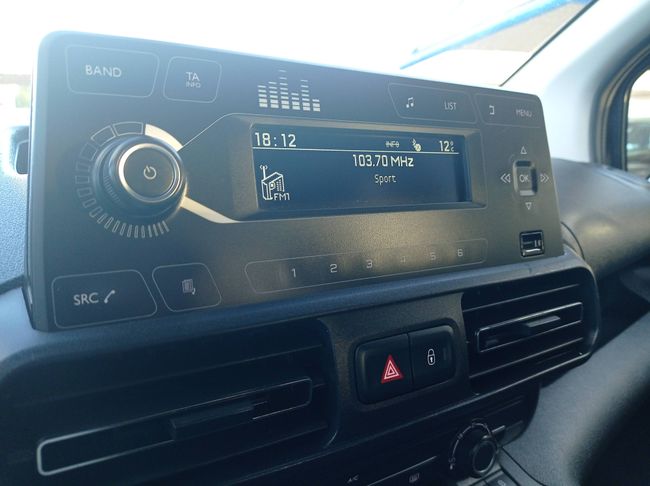 BAND
TA
INFO
LIST
MENU
18:12
INFO
12°C
103.70 MHz
Sport
FM1
OK
1 2 3 4 5 6
SRC